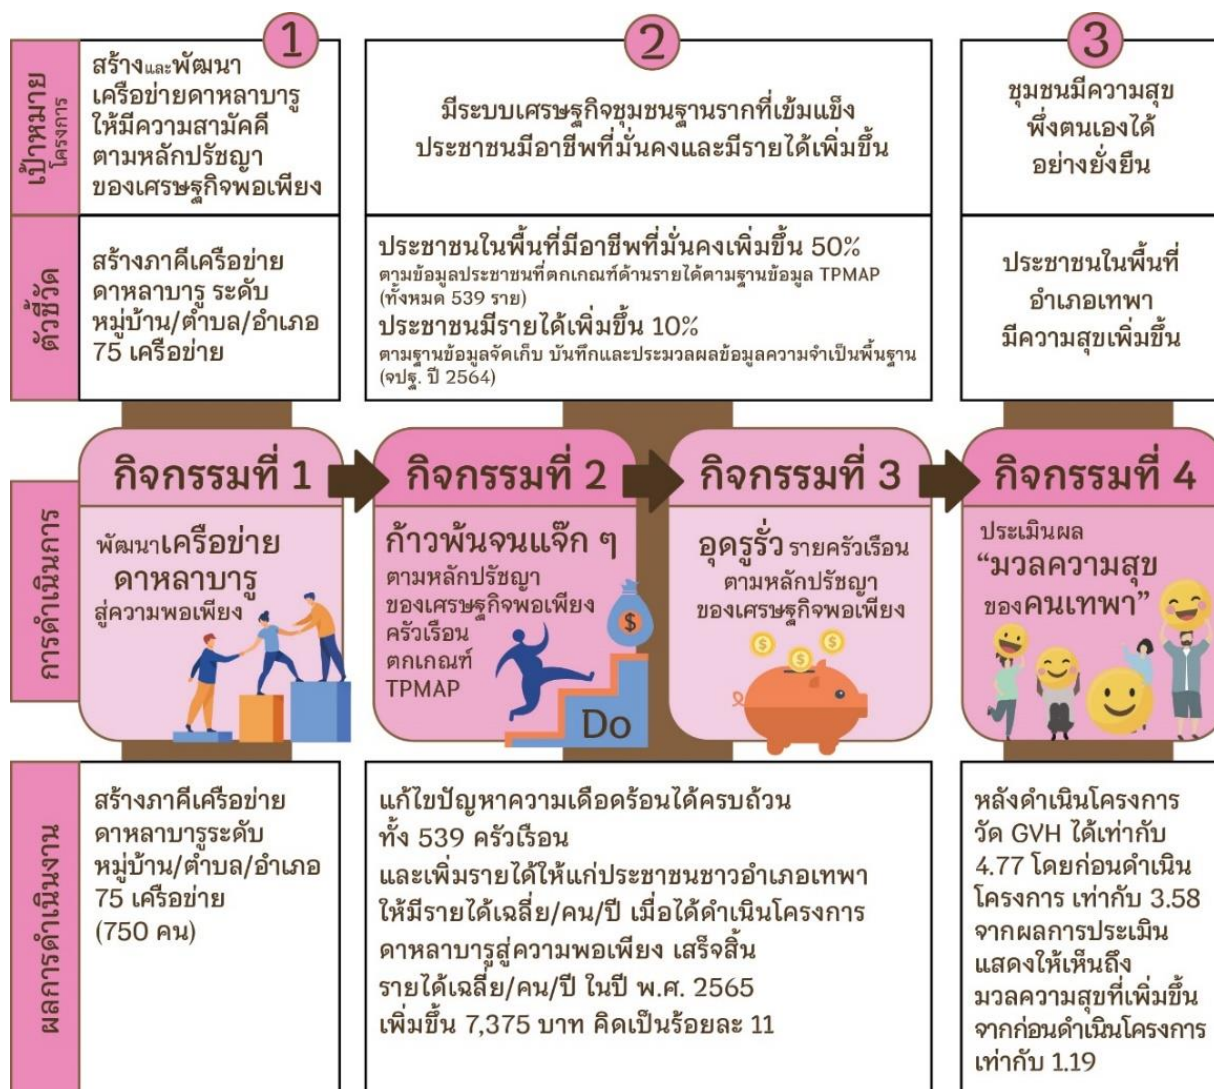 เป้าหมาย
โครงการ
1
สร้างและพัฒนา
เครือข่ายดาหลาบารู
ให้มีความสามัคคี
ตามหลักปรัชญา
ของเศรษฐกิจพอเพียง
2
มีระบบเศรษฐกิจชุมชนฐานรากที่เข้มแข็ง
ประชาชนมีอาชีพที่มั่นคงและมีรายได้เพิ่มขึ้น
3
ชุมชนมีความสุข
พึ่งตนเองได้
อย่างยั่งยืน
ตัวชี้วัด
สร้างภาคีเครือข่าย
ดาหลาบารู ระดับ
หมู่บ้าน/ตำบล/อำเภอ
75 เครือข่าย
ประชาชนในพื้นที่มีอาชีพที่มั่นคงเพิ่มขึ้น 50%
ตามข้อมูลประชาชนที่ตกเกณฑ์ด้านรายได้ตามฐานข้อมูล TPMAP
(ทั้งหมด 539 ราย)
ประชาชนมีรายได้เพิ่มขึ้น 10%
ตามฐานข้อมูลจัดเก็บ บันทึกและประมวลผลข้อมูลความจำเป็นพื้นฐาน
(จปฐ. ปี 2564)
ประชาชนในพื้นที่
อำเภอเทพา
มีความสุขเพิ่มขึ้น
การดำเนินการ
กิจกรรมที่ 1
พัฒนาเครือข่าย
ดาหลาบารู
สู่ความพอเพียง
กิจกรรมที่ 2
ก้าวพ้นจนแจ๊ก ๆ
ตามหลักปรัชญา
ของเศรษฐกิจพอเพียง
ครัวเรือน
ตกเกณฑ์
TPMAP
$
Do
กิจกรรมที่ 3
อุดรูรั่ว รายครัวเรือน
ตามหลักปรัชญา
ของเศรษฐกิจพอเพียง
$
$
$
กิจกรรมที่ 4
ประเมินผล
“มวลความสุข
ของคนเทพา”
ผลการดำเนินงาน
สร้างภาคีเครือข่าย
ดาหลาบารูระดับ
หมู่บ้าน/ตำบล/อำเภอ
75 เครือข่าย
(750 คน)
แก้ไขปัญหาความเดือดร้อนได้ครบถ้วน
ทั้ง 539 ครัวเรือน
และเพิ่มรายได้ให้แก่ประชาชนชาวอำเภอเทพา
ให้มีรายได้เฉลี่ย/คน/ปี เมื่อได้ดำเนินโครงการ
ดาหลาบารูสู่ความพอเพียง เสร็จสิ้น
รายได้เฉลี่ย/คน/ปี ในปี พ.ศ. 2565
เพิ่มขึ้น 7,375 บาท คิดเป็นร้อยละ 11
หลังดำเนินโครงการ
วัด GVH ได้เท่ากับ
4.77 โดยก่อนดำเนิน
โครงการ เท่ากับ 3.58
จากผลการประเมิน
แสดงให้เห็นถึง
มวลความสุขที่เพิ่มขึ้น
จากก่อนดำเนินโครงการ
เท่ากับ 1.19